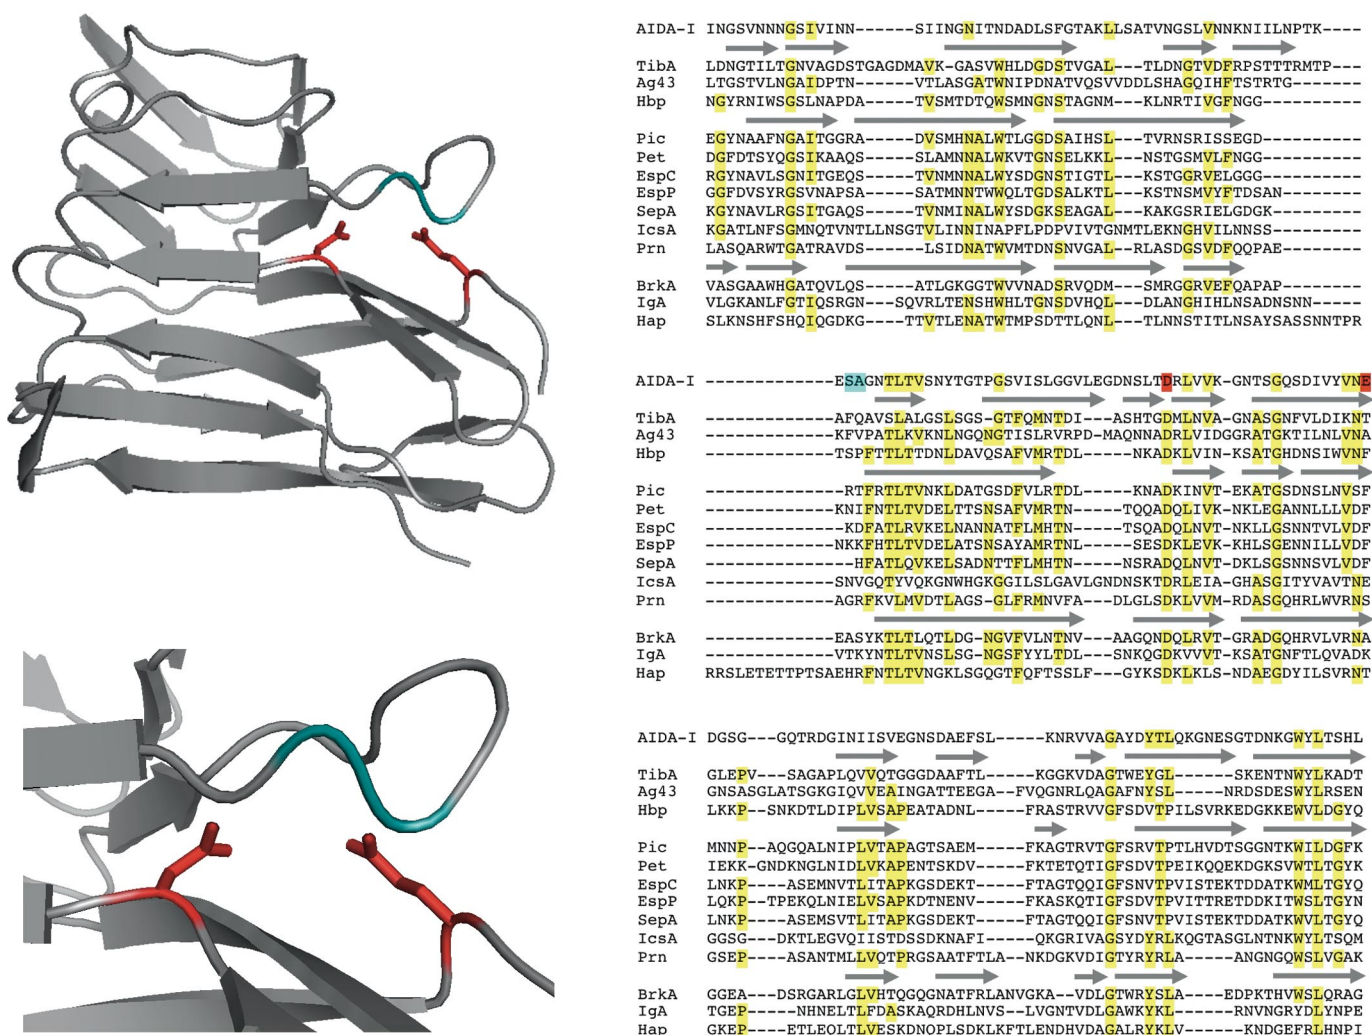 AIDA-I INGSVNNNGSIVINN-------SIINGNITNDADLSFGTAKLLSATVNGSLVNNKNIILNPTK----
TibA LDNGTILTGNVAGDSTGAGDMAVK-GASVWHLDGDSTVGAL---TLDNGTVDFRPSTTTRMTP---
Ag43 LTGSTVLNGAIDPTN------VTLASGATWNIPDNATVQSVVDDLSHAGQIHFTSTRTG-------
Hbp NGYRNIWSGSLNAPDA-----TVSMTDTQWSMNGNSTAGNM---KLNRTIVGFNGG----------
Pic EGYNAAFNGAITGGRA-----DVSMHNALWTLGGDSAIHSL---TVRNSRISSEGD----------
Pet DGFDTSYQGSIKAAQS-----SLAMNNALWKVTGNSELKKL---NSTGSMVLFNGG----------
EspC RGYNAVLSGNITGEQS-----TVNMNNALWYSDGNSTIGTL---KSTGGRVELGGG----------
EspP GGFDVSYRGSVNAPSA-----SATMNNTWWQLTGDSALKTL---KSTNSMVYFTDSAN--------
SepA KGYNAVLRGSITGAQS-----TVNMINALWYSDGKSEAGAL---KAKGSRIELGDGK---------
IcsA KGATLNFSGMNQTVNTLLNSGTVLINNINAPFLPDPVIVTGNMTLEKNGHVILNNSS---------
Prn LASQARWTGATRAVDS-----LSIDNATWVMTDNSNVGAL---RLASDGSVDFQQPAE--------
BrkA VASGAAWHGATQVLQS-----ATLGKGGTWVVNADSRVQDM---SMRGGRVEFQAPAP--------
IgA VLGKANLFGTIQSRGN---SQVRLTENSHWHLTGNSDVHQL---DLANGHIHLNSADNSNN-----
Hap SLKNSHFSHQIQGDKG----TTVTLENATWTMPSDTTLQNL---TLNNSTITLNSAYSASSNNTPR
AIDA-I -------------ESAGNTLTVSNYTGTPGSVISLGGVLEGDNSLTDRLVVK-GNTSGQSDIVYVNE
TibA -------------AFQAVSLALGSLSGS-GTFQMNTDI---ASHTGDMLNVA-GNASGNFVLDIKNT
Ag43 -------------KFVPATLKVKNLNGQNGTISLRVRPD-MAQNNADRLVIDGGRATGKTILNLVNA
Hbp -------------TSPFTTLTTDNLDAVQSAFVMRTDL----NKADKLVIN-KSATGHDNSIWVNF
Pic --------------RTFRTLTVNKLDATGSDFVLRTDL----KNADKINVT-EKATGSDNSLNVSF
Pet -------------KNIFNTLTVDELTTSNSAFVMRTN----TQQADQLIVK-NKLEGANNLLLVDF
EspC --------------KDFATLRVKELNANNATFLMHTN----TSQADQLNVT-NKLLGSNNTVLVDF
EspP ------------NKKFHTLTVDELATSNSAYAMRTNL----SESDKLEVK-KHLSGENNILLVDF
SepA ---------------HFATLQVKELSADNTTFLMHTN----NSRADQLNVT-DKLSGSNNSRLVDF
IcsA -----------SNVGQTYVQKGNWHGKGGILSLGAVLGNDNSKTDRLEIA-GHASGITYVAVTNE
Prn -------------AGRFKVLMVDTLAGS-GLFRMNVFA---DLGLSDKLVVM-RDASGQHRLWVRNS
BrkA -------------EASYKTLTLQTLDG-NGVFVLNTNV---AAGQNDQLRVT-GRADGQHRVLVRNA
IgA -------------VTKYNTLTVNSLSG-NGSFYYLTDL---SNKQGDKVVVT-KSATGNFTLQVADK
Hap RRSLETETTPTSAEHRFNTLTVNGKLSGQGTFQFTSSLF---GYKSDKLKLS-NDAEGDYILSVRNT
AIDA-I DGSG---GQTRDGINIISVEGNSDAEFSL-----KNRVVAGAYDYTLQKGNESGTDNKGWYLTSHL
TibA GLEPV---SAGAPLQVVQTGGGDAAFTL------KGGKVDAGTWEYGL-----SKENTNWYLKADT
Ag43 GNSASGLATSGKGIQVVEAINGATTEEGA---FVQGNRLQAGAFNYSL-----NRDSDESWYLRSEN
Hbp LKKP---SNKDTLDIPLVSAPEATADNL------FRASTRVVGFSDVTPILSVRKEDGKKEWVLDGYQ
Pic MNNP---AQGQALNIPLVTAPAGTSAEM------FKAGTRVTGFSRVTPTLHVDTSGGNTKWILDGFK
Pet IEKK-GNDKNGLNIDLVKAPENTSKDV-------FKTETQTIGFSDVTPEIKQQEKDGKSVWTLTGYK
EspC LNKP----ASEMNVTLITAPKGSDEKT-------FTAGTQQIGFSNVTPVISTEKTDDATKWMLTGYQ
EspP LQKP---TPEKQLNIELVSAPKDTNENV------FKASKQTIGFSDVTPVITTRETDDKITWSLTGYN
SepA LNKP----ASEMSVTLITAPKGSDEKT-------FTAGTQQIGFSNVTPVISTEKTDDATKWVLTGYQ
IcsA GGSG---DKTLEGVQIISTDSSDKNAFI------QKGRIVAGSYDYRLKQGTASGLNTNKWYLTSQM
Prn GSEP----ASANTMLLVQTPRGSAATFTLA-NKDGKVDIGTYRYRLA----ANGNGQWSLVGAK
BrkA GGEA---DSRGARLGLVHTQGQGNATFRLANVGKA--VDLGTWRYSLA----EDPKTHVWSLQRAG
IgA TGEP----NHNELTLFDASKAQRDHLNVS--LVGNTVDLGAWKYKLR-----NVNGRYDLYNPE
Hap GKEP----ETLEQLTLVESKDNQPLSDKLKFTLENDHVDAGALRYKLV-----KNDGEFRLHNPI